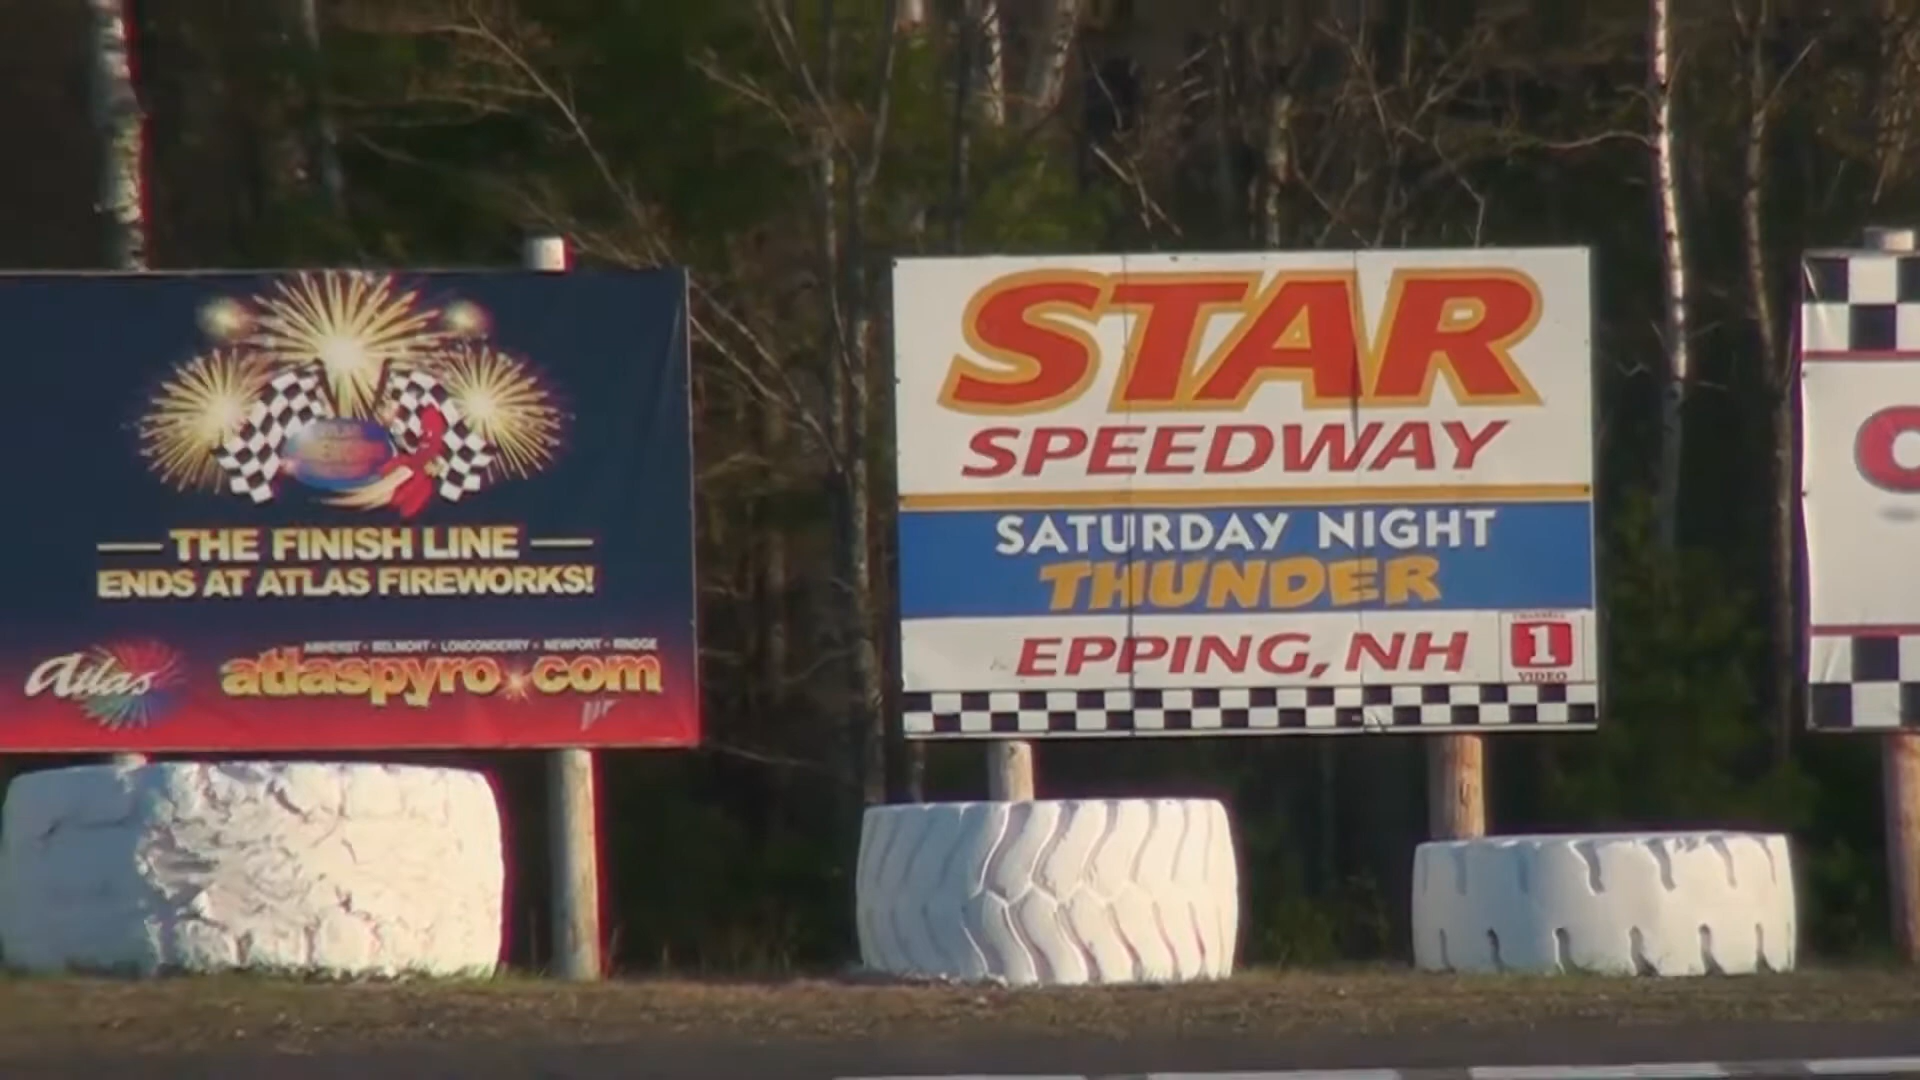 THE FINISH LINE
ENDS AT ATLAS FIREWORKS!
AMHERST • BELMONT • LONDONDERRY • NEWPORT • RINDGE
Atlas
atlaspyro.com
STAR
SPEEDWAY
SATURDAY NIGHT
THUNDER
EPPING, NH
1
VIDEO